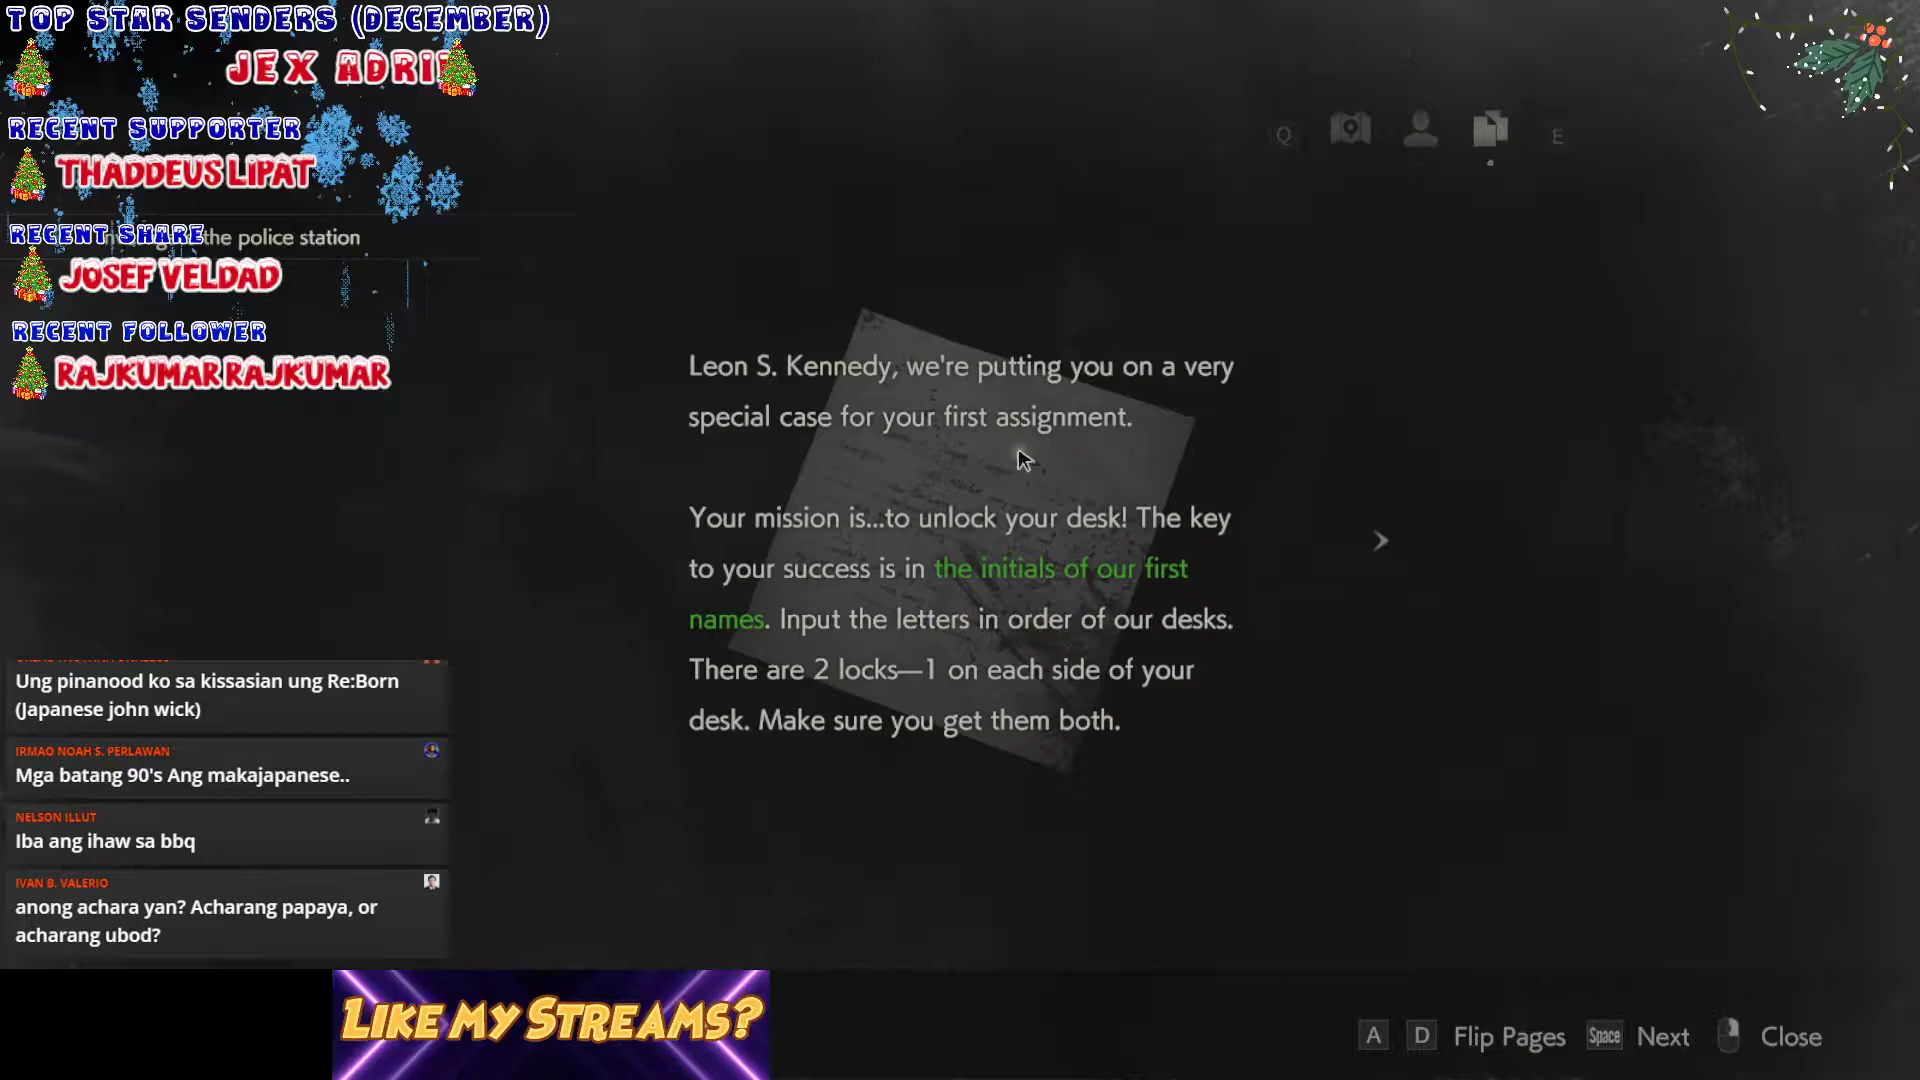 TOP STAR SENDERS (DECEMBER)
JEX ADRI
RECENT SUPPORTER
THADDEUS LIPAT
RECENT SHARE
the police station
JOSEF VELDAD
RECENT FOLLOWER
RAJKUMAR RAJKUMAR
Q
E
Leon S. Kennedy, we're putting you on a very
special case for your first assignment.
Your mission is...to unlock your desk! The key
to your success is in the initials of our first
names. Input the letters in order of our desks.
There are 2 locks—1 on each side of your
desk. Make sure you get them both.
Ung pinanood ko sa kissasian ung Re:Born
(Japanese john wick)
IRMAO NOAH S. PERLAWAN
Mga batang 90's Ang makajapanese..
NELSON ILLUT
Iba ang ihaw sa bbq
IVAN B. VALERIO
anong achara yan? Acharang papaya, or
acharang ubod?
LIKE MY STREAMS?
A D Flip Pages Space Next Close